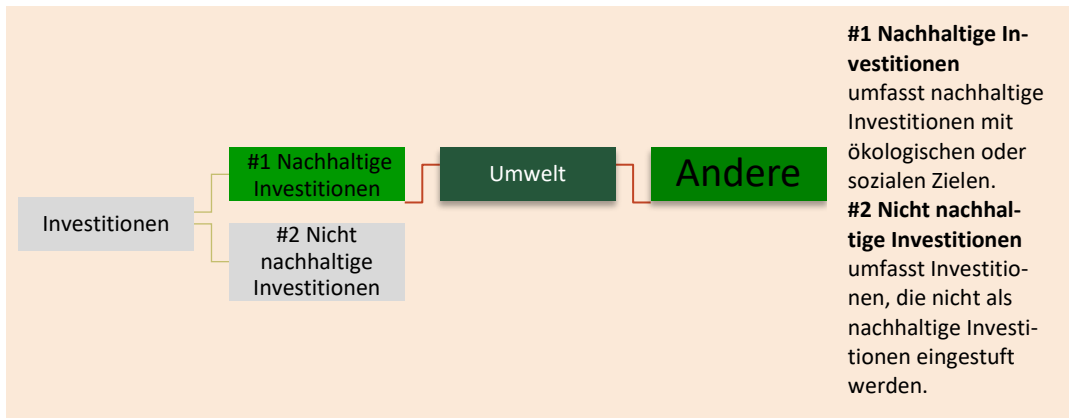 Investitionen
#1 Nachhaltige
Investitionen
#2 Nicht
nachhaltige
Investitionen
Umwelt
Andere
#1 Nachhaltige In-
vestitionen
umfasst nachhaltige
Investitionen mit
ökologischen oder
sozialen Zielen.
#2 Nicht nachhal-
tige Investitionen
umfasst Investitio-
nen, die nicht als
nachhaltige Investi-
tionen eingestuft
werden.